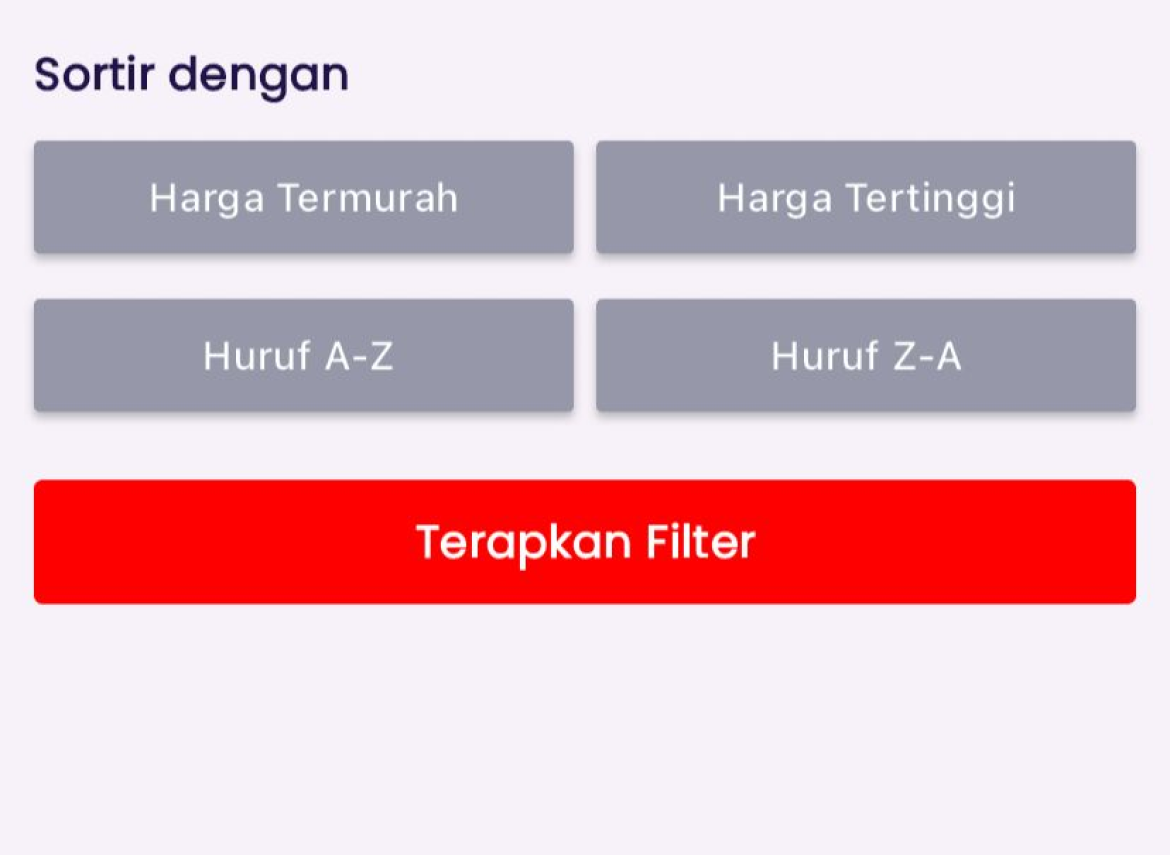 Sortir dengan
Harga Termurah
Harga Tertinggi
Huruf A-Z
Huruf Z-A
Terapkan Filter